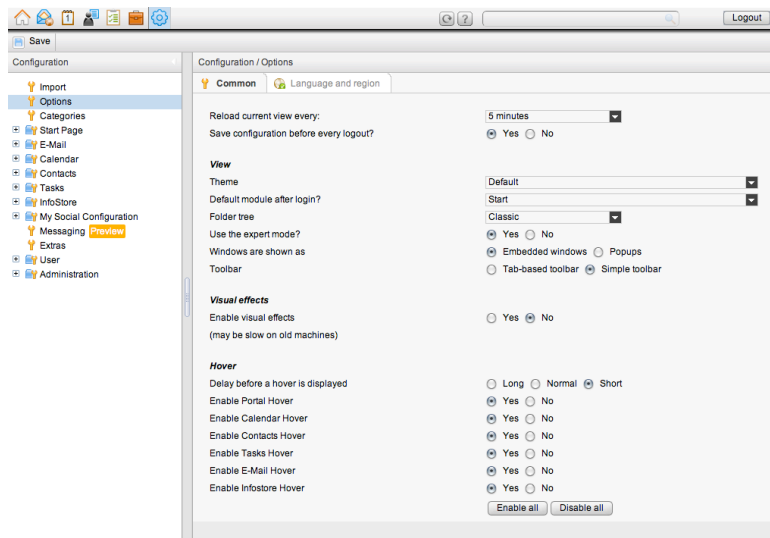 1
? Logout
Save
Configuration
Configuration / Options
Import
Options
Categories
Start Page
E-Mail
Calendar
Contacts
Tasks
InfoStore
My Social Configuration
Messaging Preview
Extras
User
Administration
Common Language and region
Reload current view every: 5 minutes
Save configuration before every logout? Yes No
View
Theme Default
Default module after login? Start
Folder tree Classic
Use the expert mode? Yes No
Windows are shown as Embedded windows Popups
Toolbar Tab-based toolbar Simple toolbar
Visual effects
Enable visual effects Yes No
(may be slow on old machines)
Hover
Delay before a hover is displayed Long Normal Short
Enable Portal Hover Yes No
Enable Calendar Hover Yes No
Enable Contacts Hover Yes No
Enable Tasks Hover Yes No
Enable E-Mail Hover Yes No
Enable Infostore Hover Yes No
Enable all Disable all